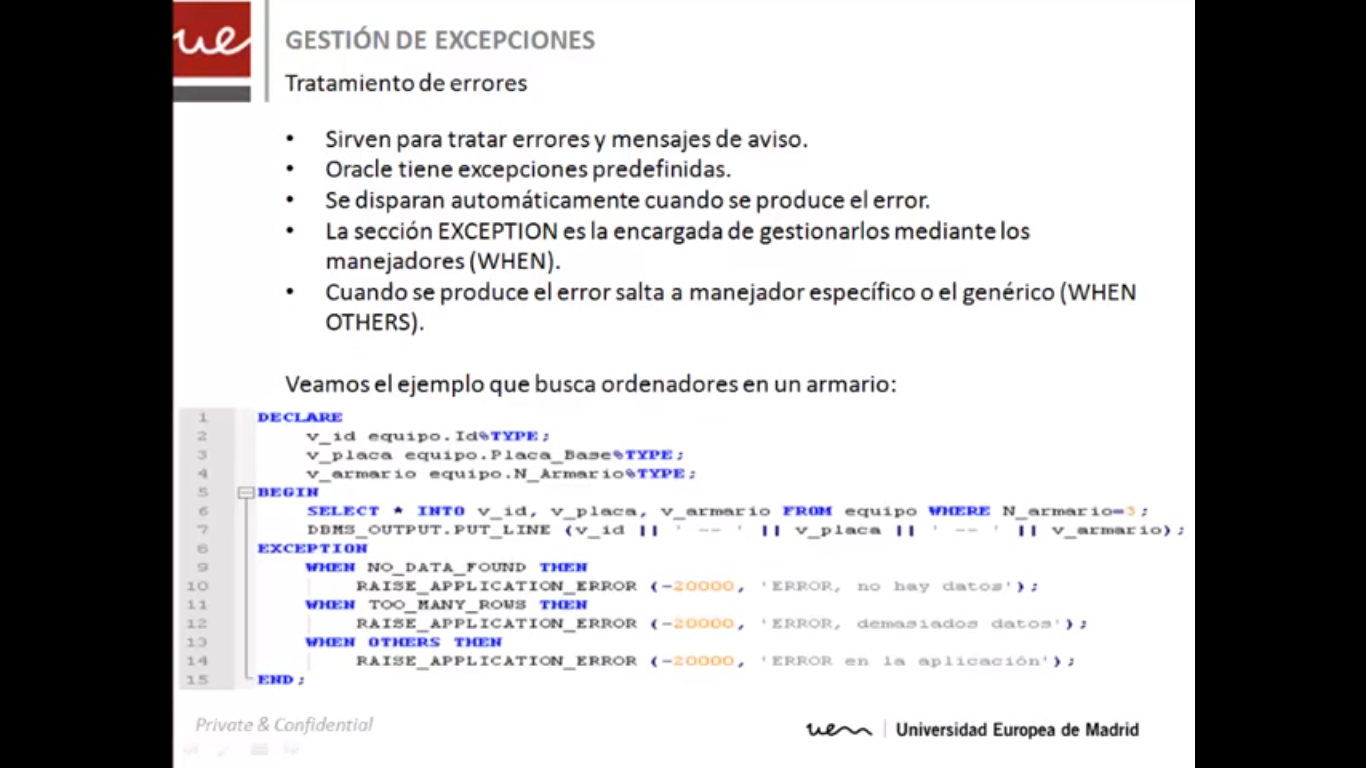 ue
GESTIÓN DE EXCEPCIONES
Tratamiento de errores
• Sirven para tratar errores y mensajes de aviso.
• Oracle tiene excepciones predefinidas.
• Se disparan automáticamente cuando se produce el error.
• La sección EXCEPTION es la encargada de gestionarlos mediante los
manejadores (WHEN).
• Cuando se produce el error salta a manejador específico o el genérico (WHEN
OTHERS).
Veamos el ejemplo que busca ordenadores en un armario:
1 DECLARE
2 v_id equipo.Id%TYPE;
3 v_placa equipo.Placa_Base%TYPE;
4 v_armario equipo.N_Armario%TYPE;
5 BEGIN
6 SELECT * INTO v_id, v_placa, v_armario FROM equipo WHERE N_armario=3;
7 DBMS_OUTPUT.PUT_LINE (v_id || ' -- ' || v_placa || ' -- ' || v_armario);
8 EXCEPTION
9 WHEN NO_DATA_FOUND THEN
10 RAISE_APPLICATION_ERROR (-20000, 'ERROR, no hay datos');
11 WHEN TOO_MANY_ROWS THEN
12 RAISE_APPLICATION_ERROR (-20000, 'ERROR, demasiados datos');
13 WHEN OTHERS THEN
14 RAISE_APPLICATION_ERROR (-20000, 'ERROR en la aplicación');
15 END;
Private & Confidential
uem Universidad Europea de Madrid